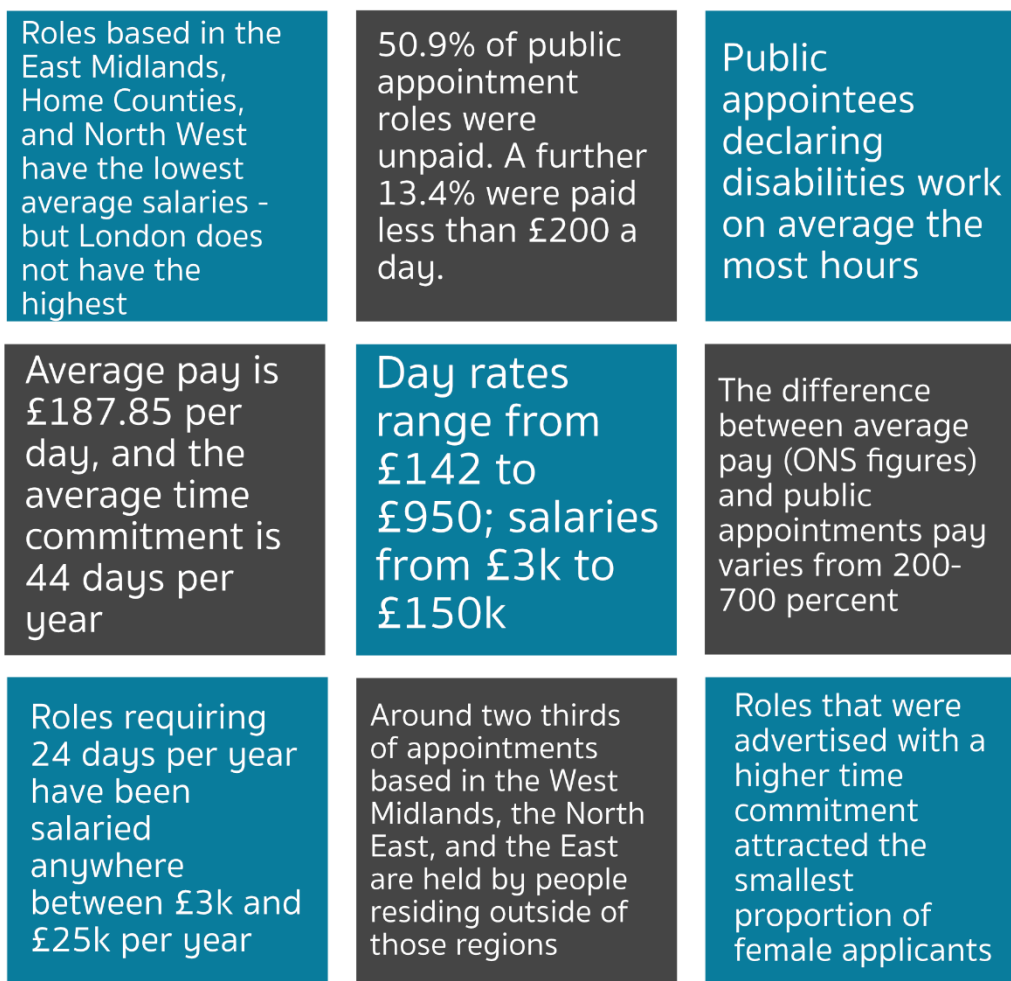 Roles based in the
East Midlands,
Home Counties,
and North West
have the lowest
average salaries -
but London does
not have the
highest
50.9% of public
appointment
roles were
unpaid. A further
13.4% were paid
less than £200 a
day.
Public
appointees
declaring
disabilities work
on average the
most hours
Average pay is
£187.85 per
day, and the
average time
commitment is
44 days per
year
Day rates
range from
£142 to
£950; salaries
from £3k to
£150k
The difference
between average
pay (ONS figures)
and public
appointments pay
varies from 200-
700 percent
Roles requiring
24 days per year
have been
salaried
anywhere
between £3k and
£25k per year
Around two thirds
of appointments
based in the West
Midlands, the North
East, and the East
are held by people
residing outside of
those regions
Roles that were
advertised with a
higher time
commitment
attracted the
smallest
proportion of
female applicants